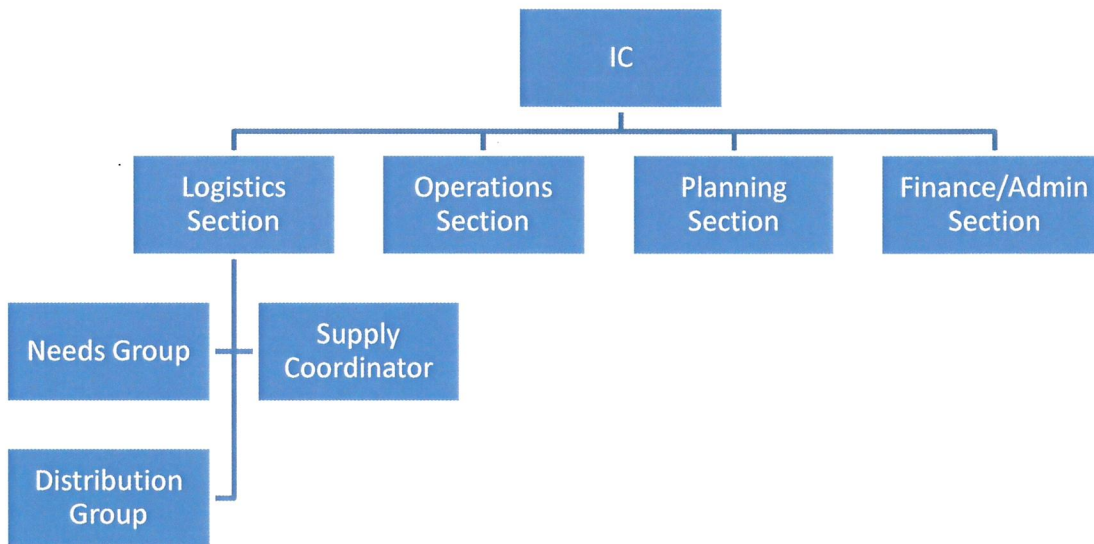 IC
Logistics
Section
Operations
Section
Planning
Section
Finance/Admin
Section
Needs Group
Supply
Coordinator
Distribution
Group